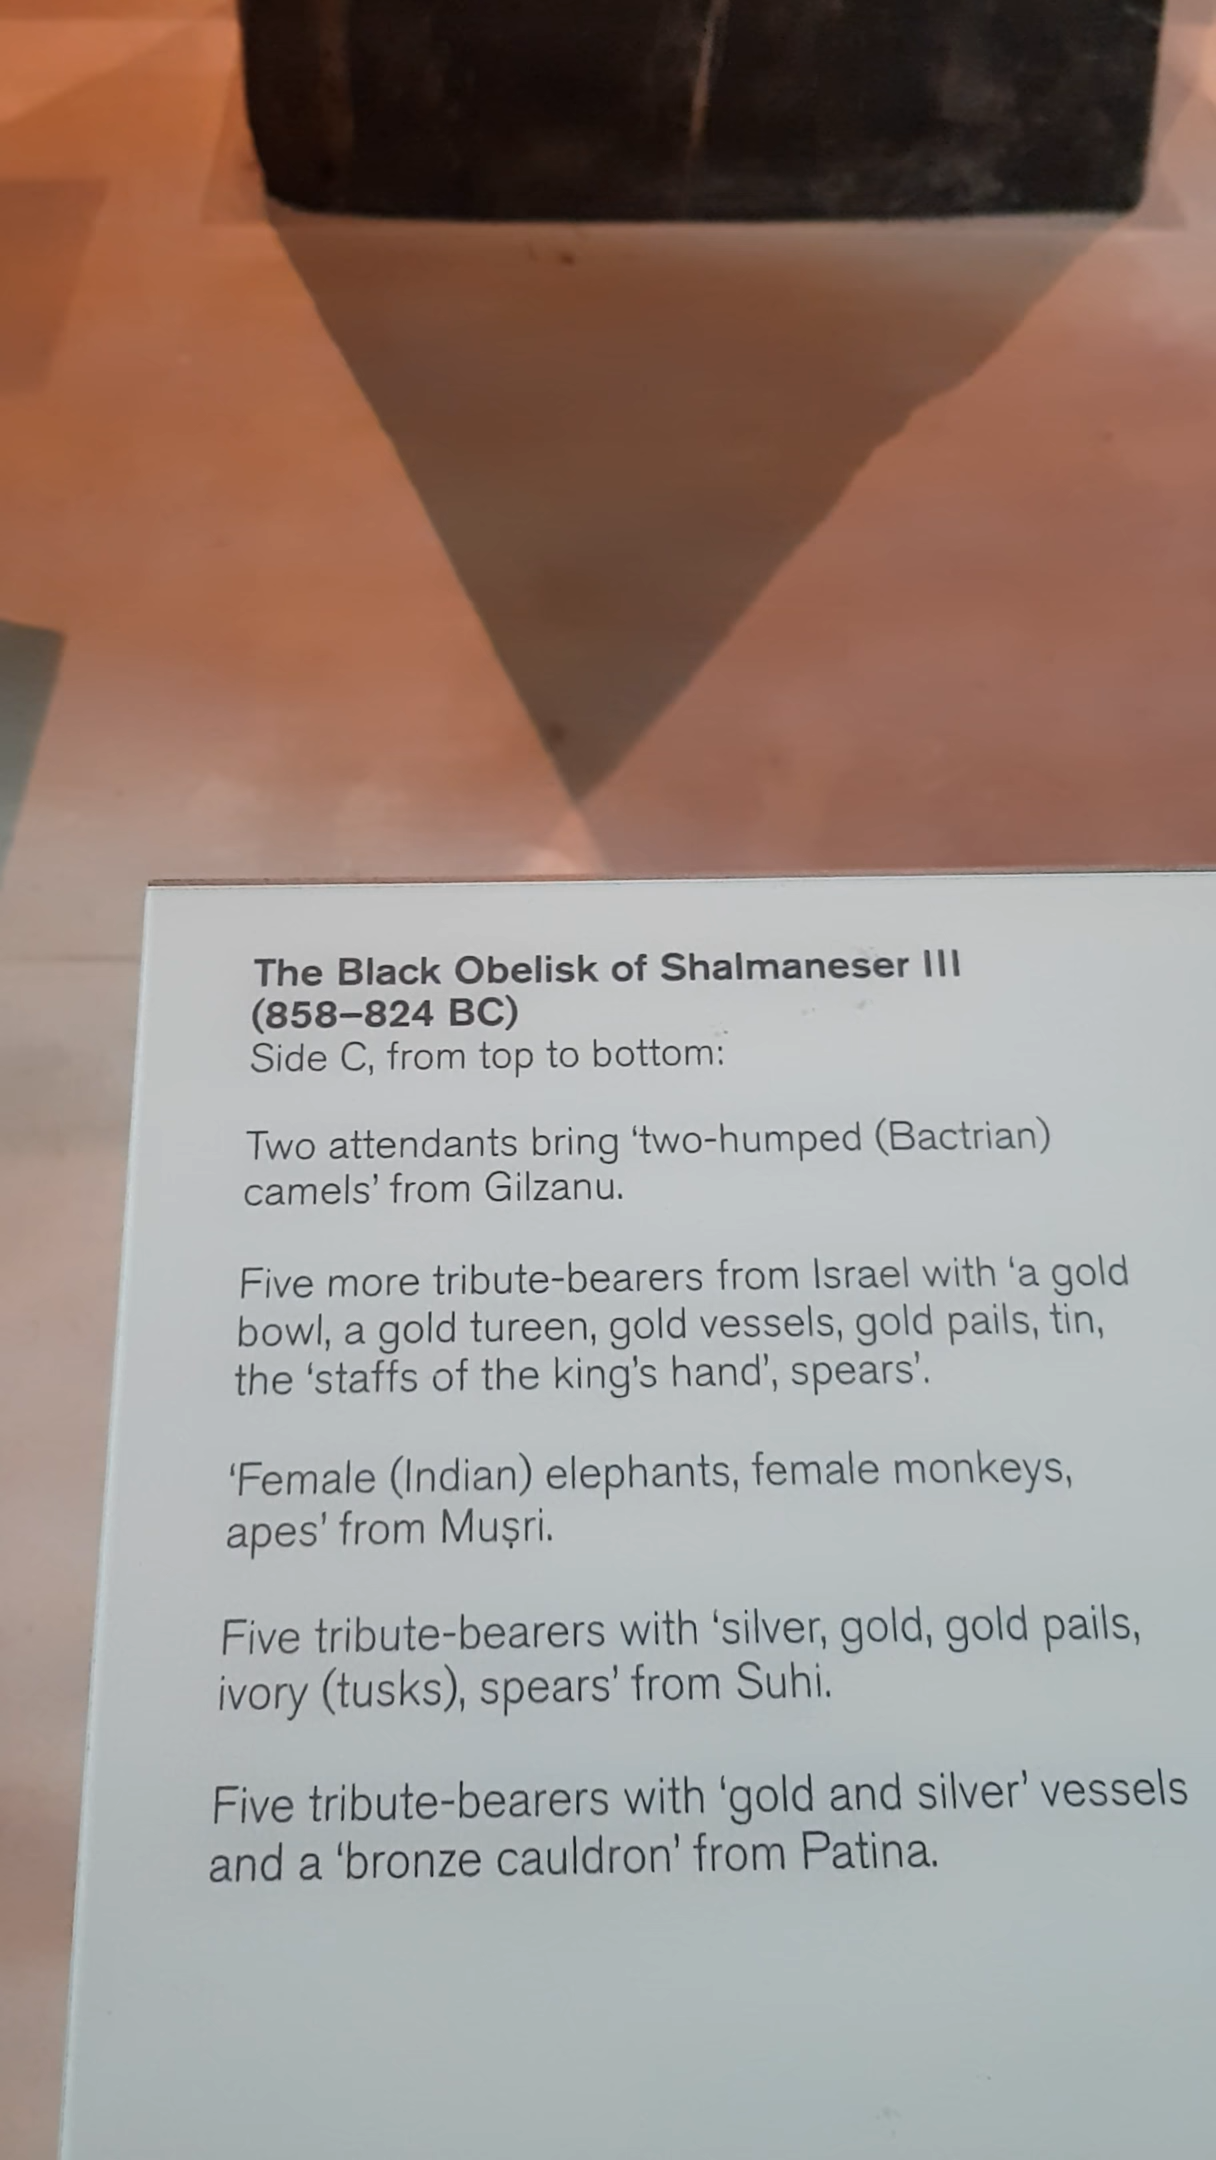 The Black Obelisk of Shalmaneser III
(858–824 BC)
Side C, from top to bottom:
Two attendants bring ‘two-humped (Bactrian)
camels’ from Gilzanu.
Five more tribute-bearers from Israel with ‘a gold
bowl, a gold tureen, gold vessels, gold pails, tin,
the ‘staffs of the king’s hand’, spears’.
‘Female (Indian) elephants, female monkeys,
apes’ from Muṣri.
Five tribute-bearers with ‘silver, gold, gold pails,
ivory (tusks), spears’ from Suhi.
Five tribute-bearers with ‘gold and silver’ vessels
and a ‘bronze cauldron’ from Patina.